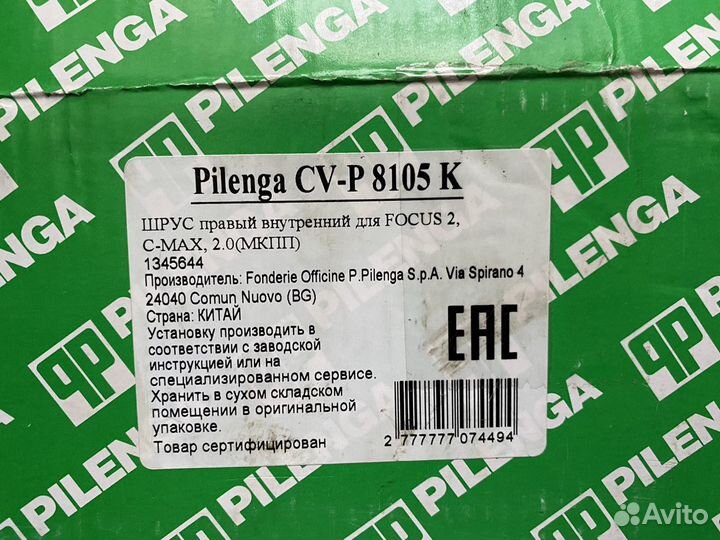 PILENGA
PILENGA
PILENGA
PILENGA
Pilenga CV-P 8105 K
ШРУС правый внутренний для FOCUS 2,
C-MAX, 2.0(МКПП)
1345644
Производитель: Fonderie Officine P.Pilenga S.p.A. Via Spirano 4
24040 Comun Nuovo (BG)
Страна: КИТАЙ
Установку производить в
соответствии с заводской
инструкцией или на
специализированном сервисе.
Хранить в сухом складском
помещении в оригинальной
упаковке.
Товар сертифицирован
EAC
2 777777 074494
PILENGA
PILENGA
PILENGA
PILENGA
Avito